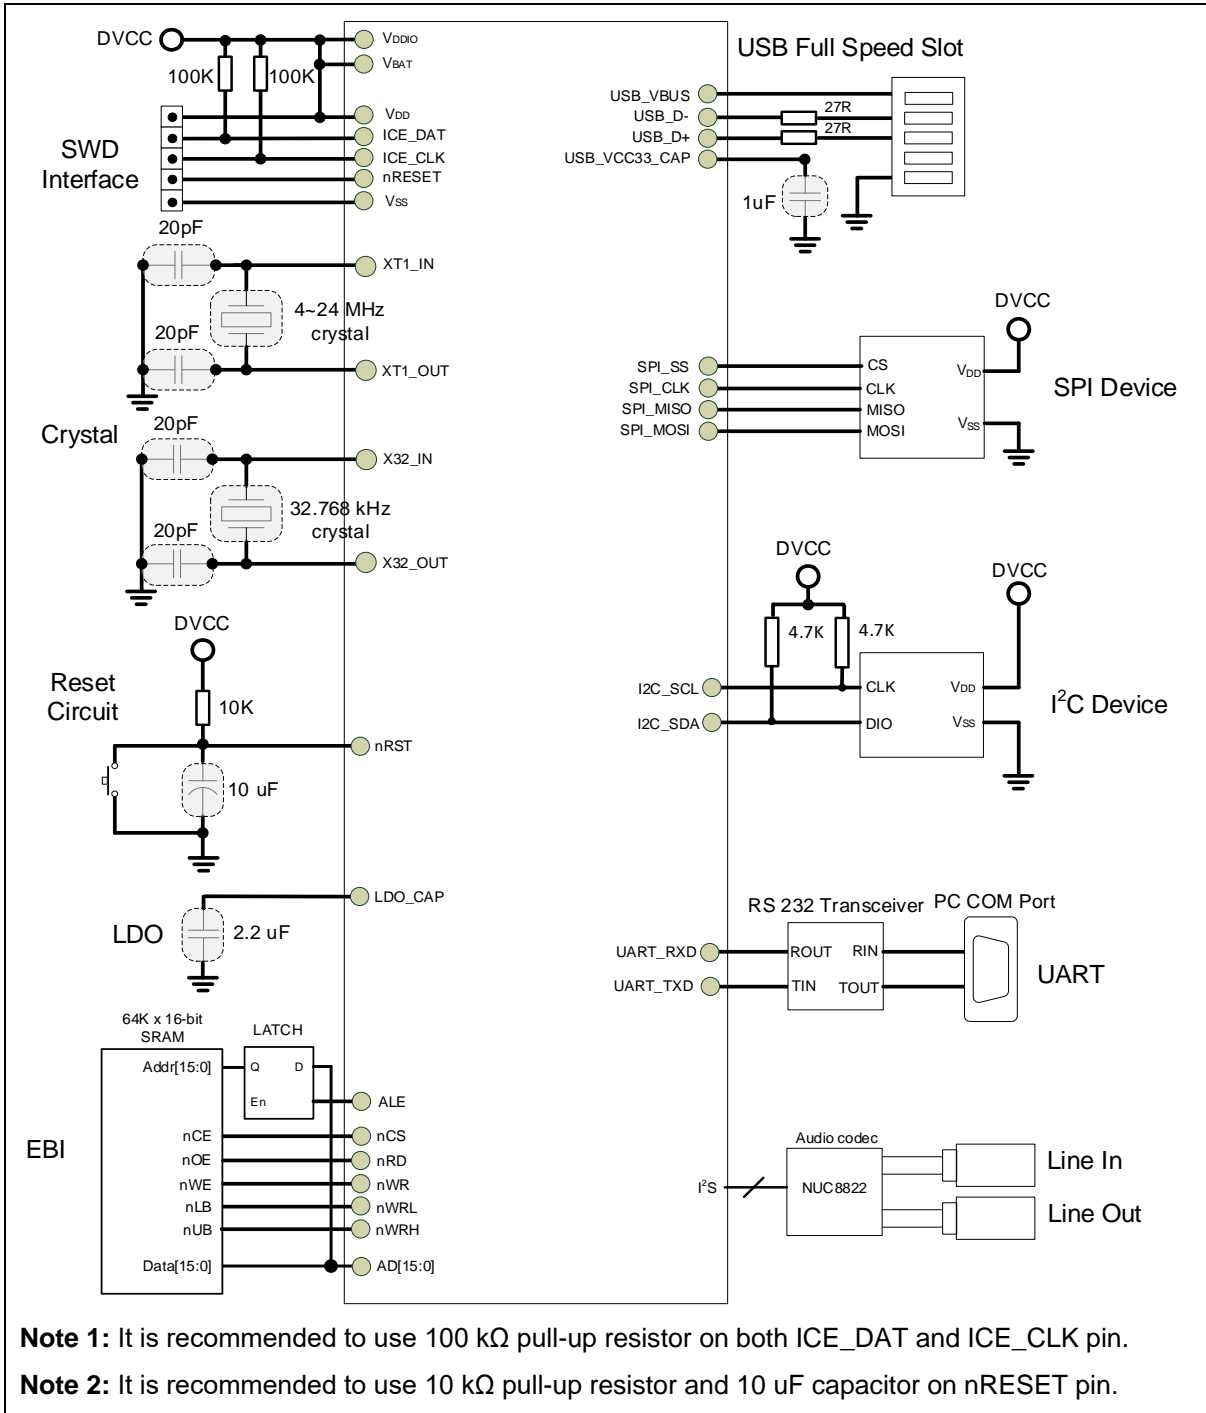 DVCC
VDDIO
VBAT
100K
100K
VDD
ICE_DAT
ICE_CLK
nRESET
VSS
SWD
Interface
USB Full Speed Slot
USB_VBUS
USB_D-
27R
USB_D+
27R
USB_VCC33_CAP
1uF
20pF
XT1_IN
4~24 MHz
crystal
20pF
XT1_OUT
Crystal
20pF
X32_IN
32.768 kHz
crystal
20pF
X32_OUT
DVCC
SPI_SS
CS
SPI_CLK
CLK
SPI_MISO
MISO
SPI_MOSI
MOSI
VDD
VSS
SPI Device
DVCC
DVCC
4.7K
4.7K
I2C_SCL
CLK
VDD
I2C_SDA
DIO
VSS
I²C Device
DVCC
Reset
Circuit
10K
nRST
10 uF
LDO_CAP
LDO
2.2 uF
RS 232 Transceiver
PC COM Port
UART_RXD
ROUT
RIN
UART_TXD
TIN
TOUT
UART
64K x 16-bit
SRAM
LATCH
Addr[15:0]
Q
D
En
ALE
EBI
nCE
nCS
nOE
nRD
nWE
nWR
nLB
nWRL
nUB
nWRH
Data[15:0]
AD[15:0]
Audio codec
I²S
NUC8822
Line In
Line Out
Note 1: It is recommended to use 100 kΩ pull-up resistor on both ICE_DAT and ICE_CLK pin.
Note 2: It is recommended to use 10 kΩ pull-up resistor and 10 uF capacitor on nRESET pin.